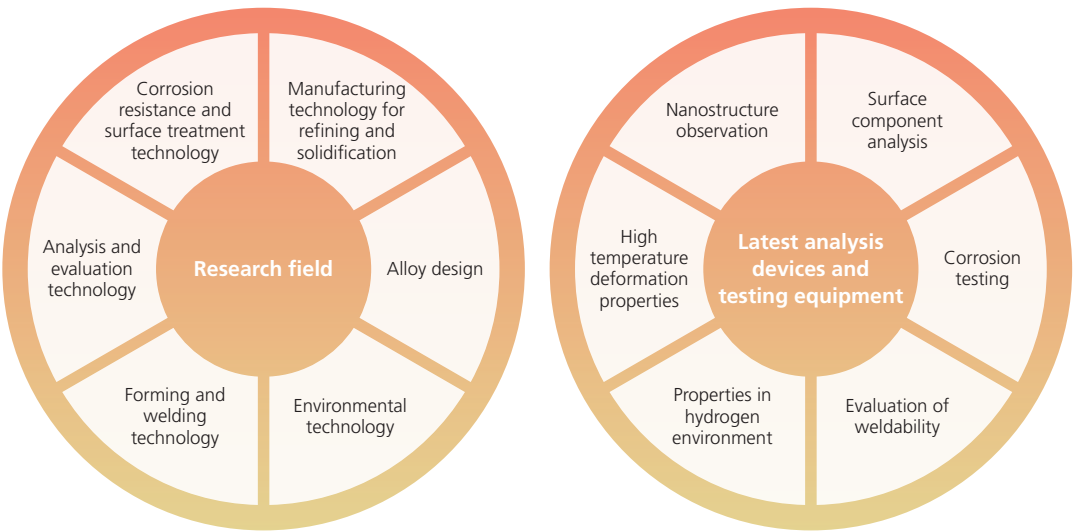 Corrosion
resistance and
surface treatment
technology
Manufacturing
technology for
refining and
solidification
Analysis and
evaluation
technology
Research field
Alloy design
Forming and
welding
technology
Environmental
technology
Nanostructure
observation
Surface
component
analysis
High
temperature
deformation
properties
Latest analysis
devices and
testing equipment
Corrosion
testing
Properties in
hydrogen
environment
Evaluation of
weldability